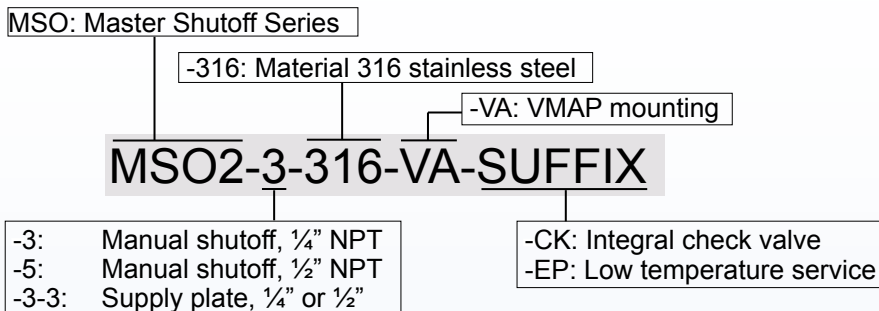 MSO: Master Shutoff Series
-316: Material 316 stainless steel
-VA: VMAP mounting
MSO2-3-316-VA-SUFFIX
-3: Manual shutoff, ¼” NPT
-5: Manual shutoff, ½” NPT
-3-3: Supply plate, ¼” or ½”
-CK: Integral check valve
-EP: Low temperature service